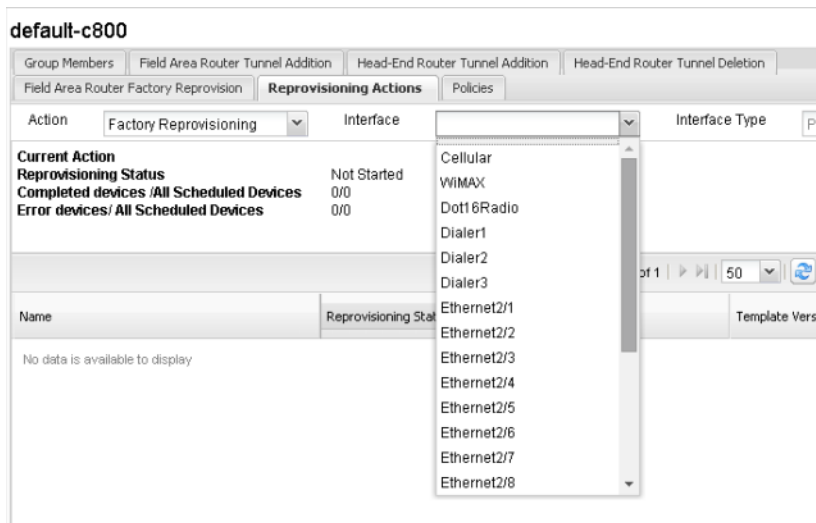 default-c800
Group Members Field Area Router Tunnel Addition Head-End Router Tunnel Addition Head-End Router Tunnel Deletion
Field Area Router Factory Reprovision Reprovisioning Actions Policies
Action Factory Reprovisioning Interface Interface Type P
Current Action
Reprovisioning Status Not Started
Completed devices /All Scheduled Devices 0/0
Error devices/ All Scheduled Devices 0/0
Cellular
WiMAX
Dot16Radio
Dialer1
Dialer2
Dialer3
Ethernet2/1
Ethernet2/2
Ethernet2/3
Ethernet2/4
Ethernet2/5
Ethernet2/6
Ethernet2/7
Ethernet2/8
of 1 50
Name Reprovisioning Stat Template Vers
No data is available to display